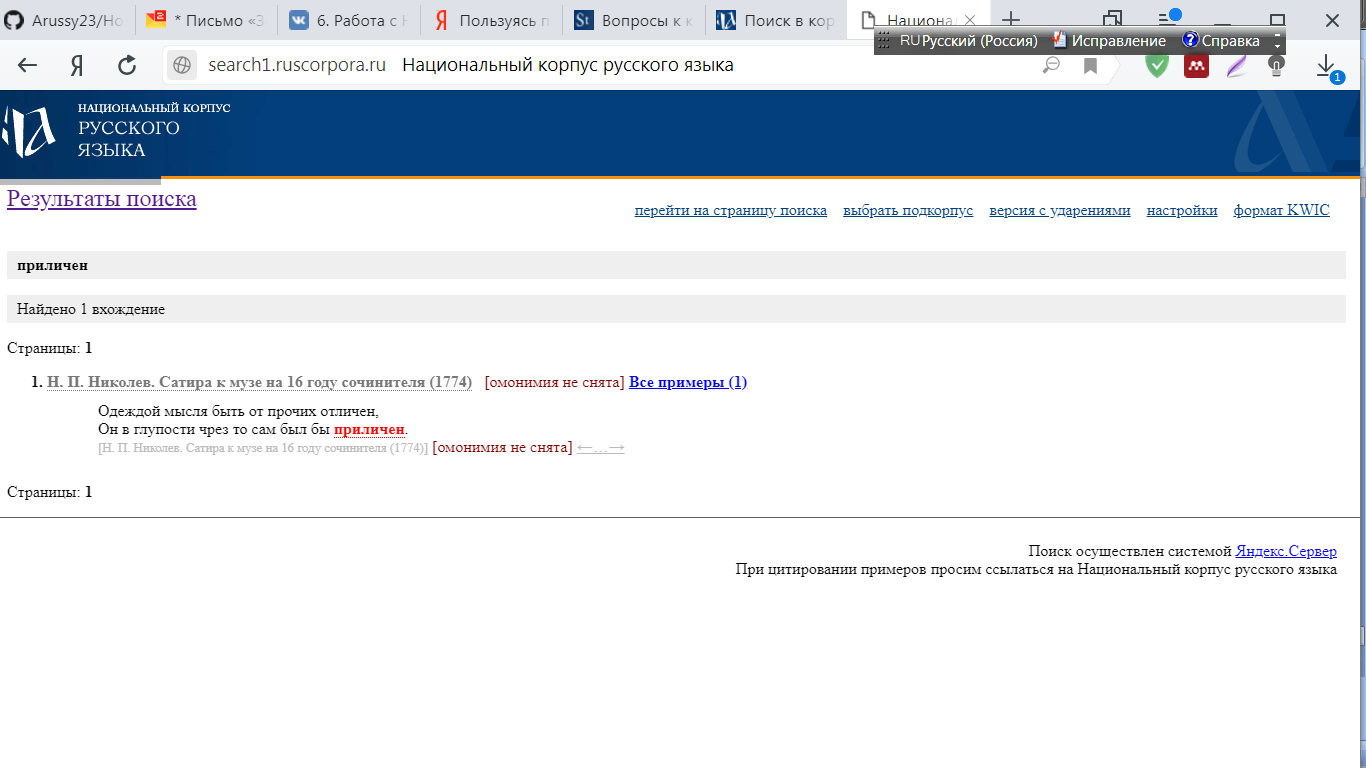 Arussy23/Ho
* Письмо «З
6. Работа с
Пользуясь п
Вопросы к к
Поиск в кор
Национал
RU Русский (Россия) Исправление Справка
search1.ruscorpora.ru Национальный корпус русского языка
1
НАЦИОНАЛЬНЫЙ КОРПУС
РУССКОГО
ЯЗЫКА
Результаты поиска
перейти на страницу поиска выбрать подкорпус версия с ударениями настройки формат KWIC
приличен
Найдено 1 вхождение
Страницы: 1
1. Н. П. Николев. Сатира к музе на 16 году сочинителя (1774) [омонимия не снята] Все примеры (1)
Одеждой мысля быть от прочих отличен,
Он в глупости чрез то сам был бы приличен.
[Н. П. Николев. Сатира к музе на 16 году сочинителя (1774)] [омонимия не снята] ←...→
Страницы: 1
Поиск осуществлен системой Яндекс.Сервер
При цитировании примеров просим ссылаться на Национальный корпус русского языка